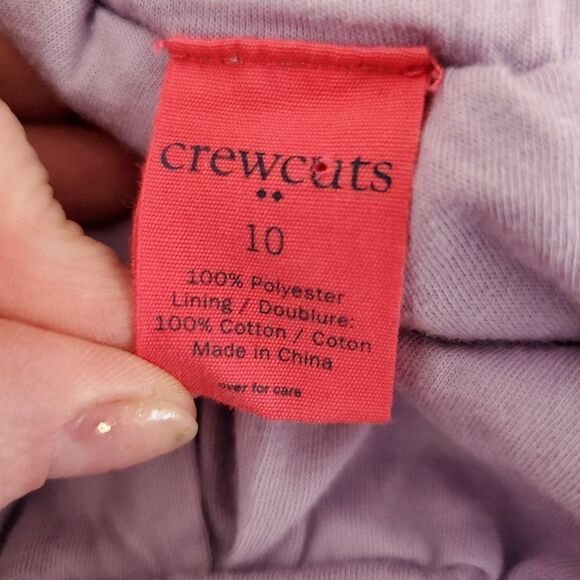 crewcuts
10
100% Polyester
Lining / Doublure:
100% Cotton / Coton
Made in China
over for care